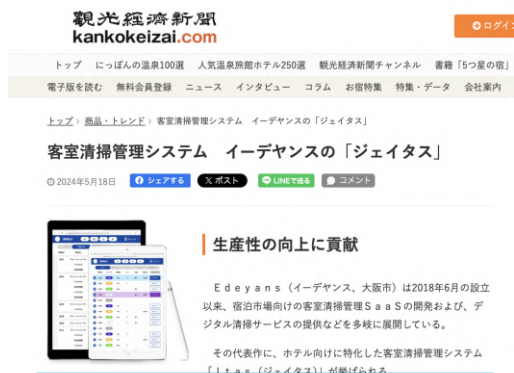 観光経済新聞
kankokeizai.com
ログイン
トップ にっぽんの温泉100選 人気温泉旅館ホテル250選 観光経済新聞チャンネル 書籍「5つ星の宿」
電子版を読む 無料会員登録 ニュース インタビュー コラム お宿特集 特集・データ 会社案内
トップ › 商品・トレンド › 客室清掃管理システム イーデヤンスの「ジェイタス」
客室清掃管理システム イーデヤンスの「ジェイタス」
2024年5月18日 シェアする ポスト LINEで送る コメント
生産性の向上に貢献
Edeyans(イーデヤンス、大阪市)は2018年6月の設立
以来、宿泊市場向けの客室清掃管理SaaSの開発および、デ
ジタル清掃サービスの提供などを多岐に展開している。
その代表作に、ホテル向けに特化した客室清掃管理システム
「Jtas(ジェイタス)」が挙げられる